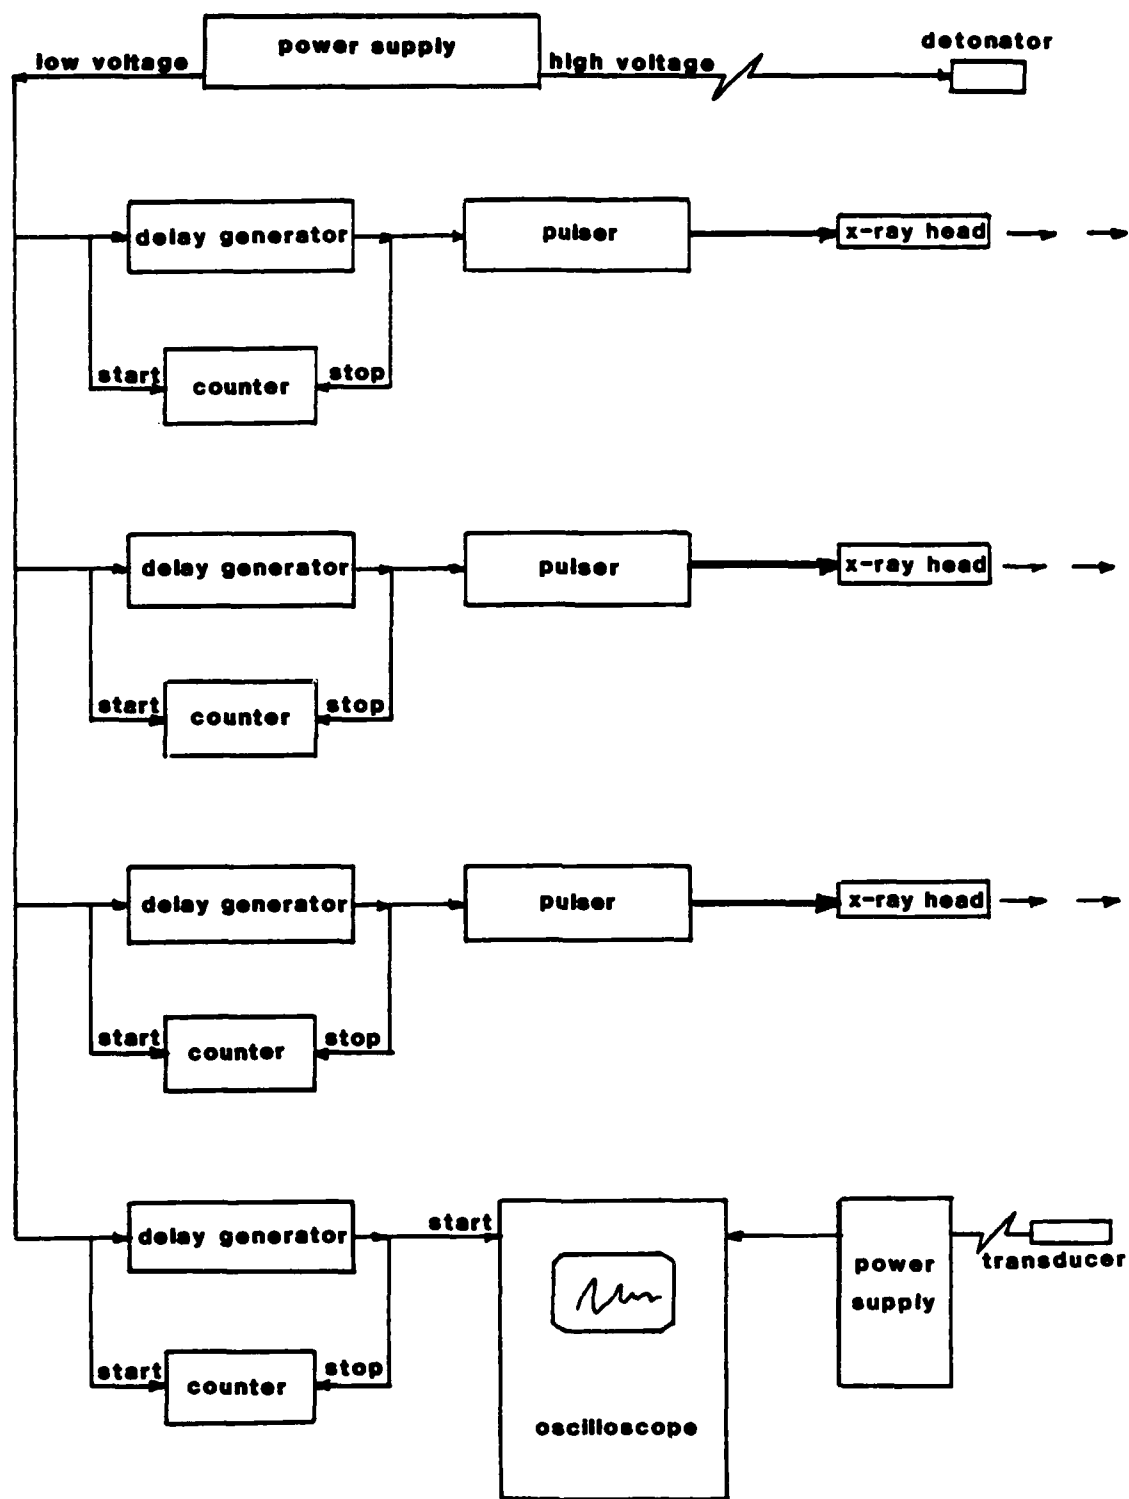 power supply
detonator
low voltage
high voltage
delay generator
pulser
x-ray head
start
counter
stop
delay generator
pulser
x-ray head
start
counter
stop
delay generator
pulser
x-ray head
start
counter
stop
delay generator
start
oscilloscope
power
supply
transducer
start
counter
stop